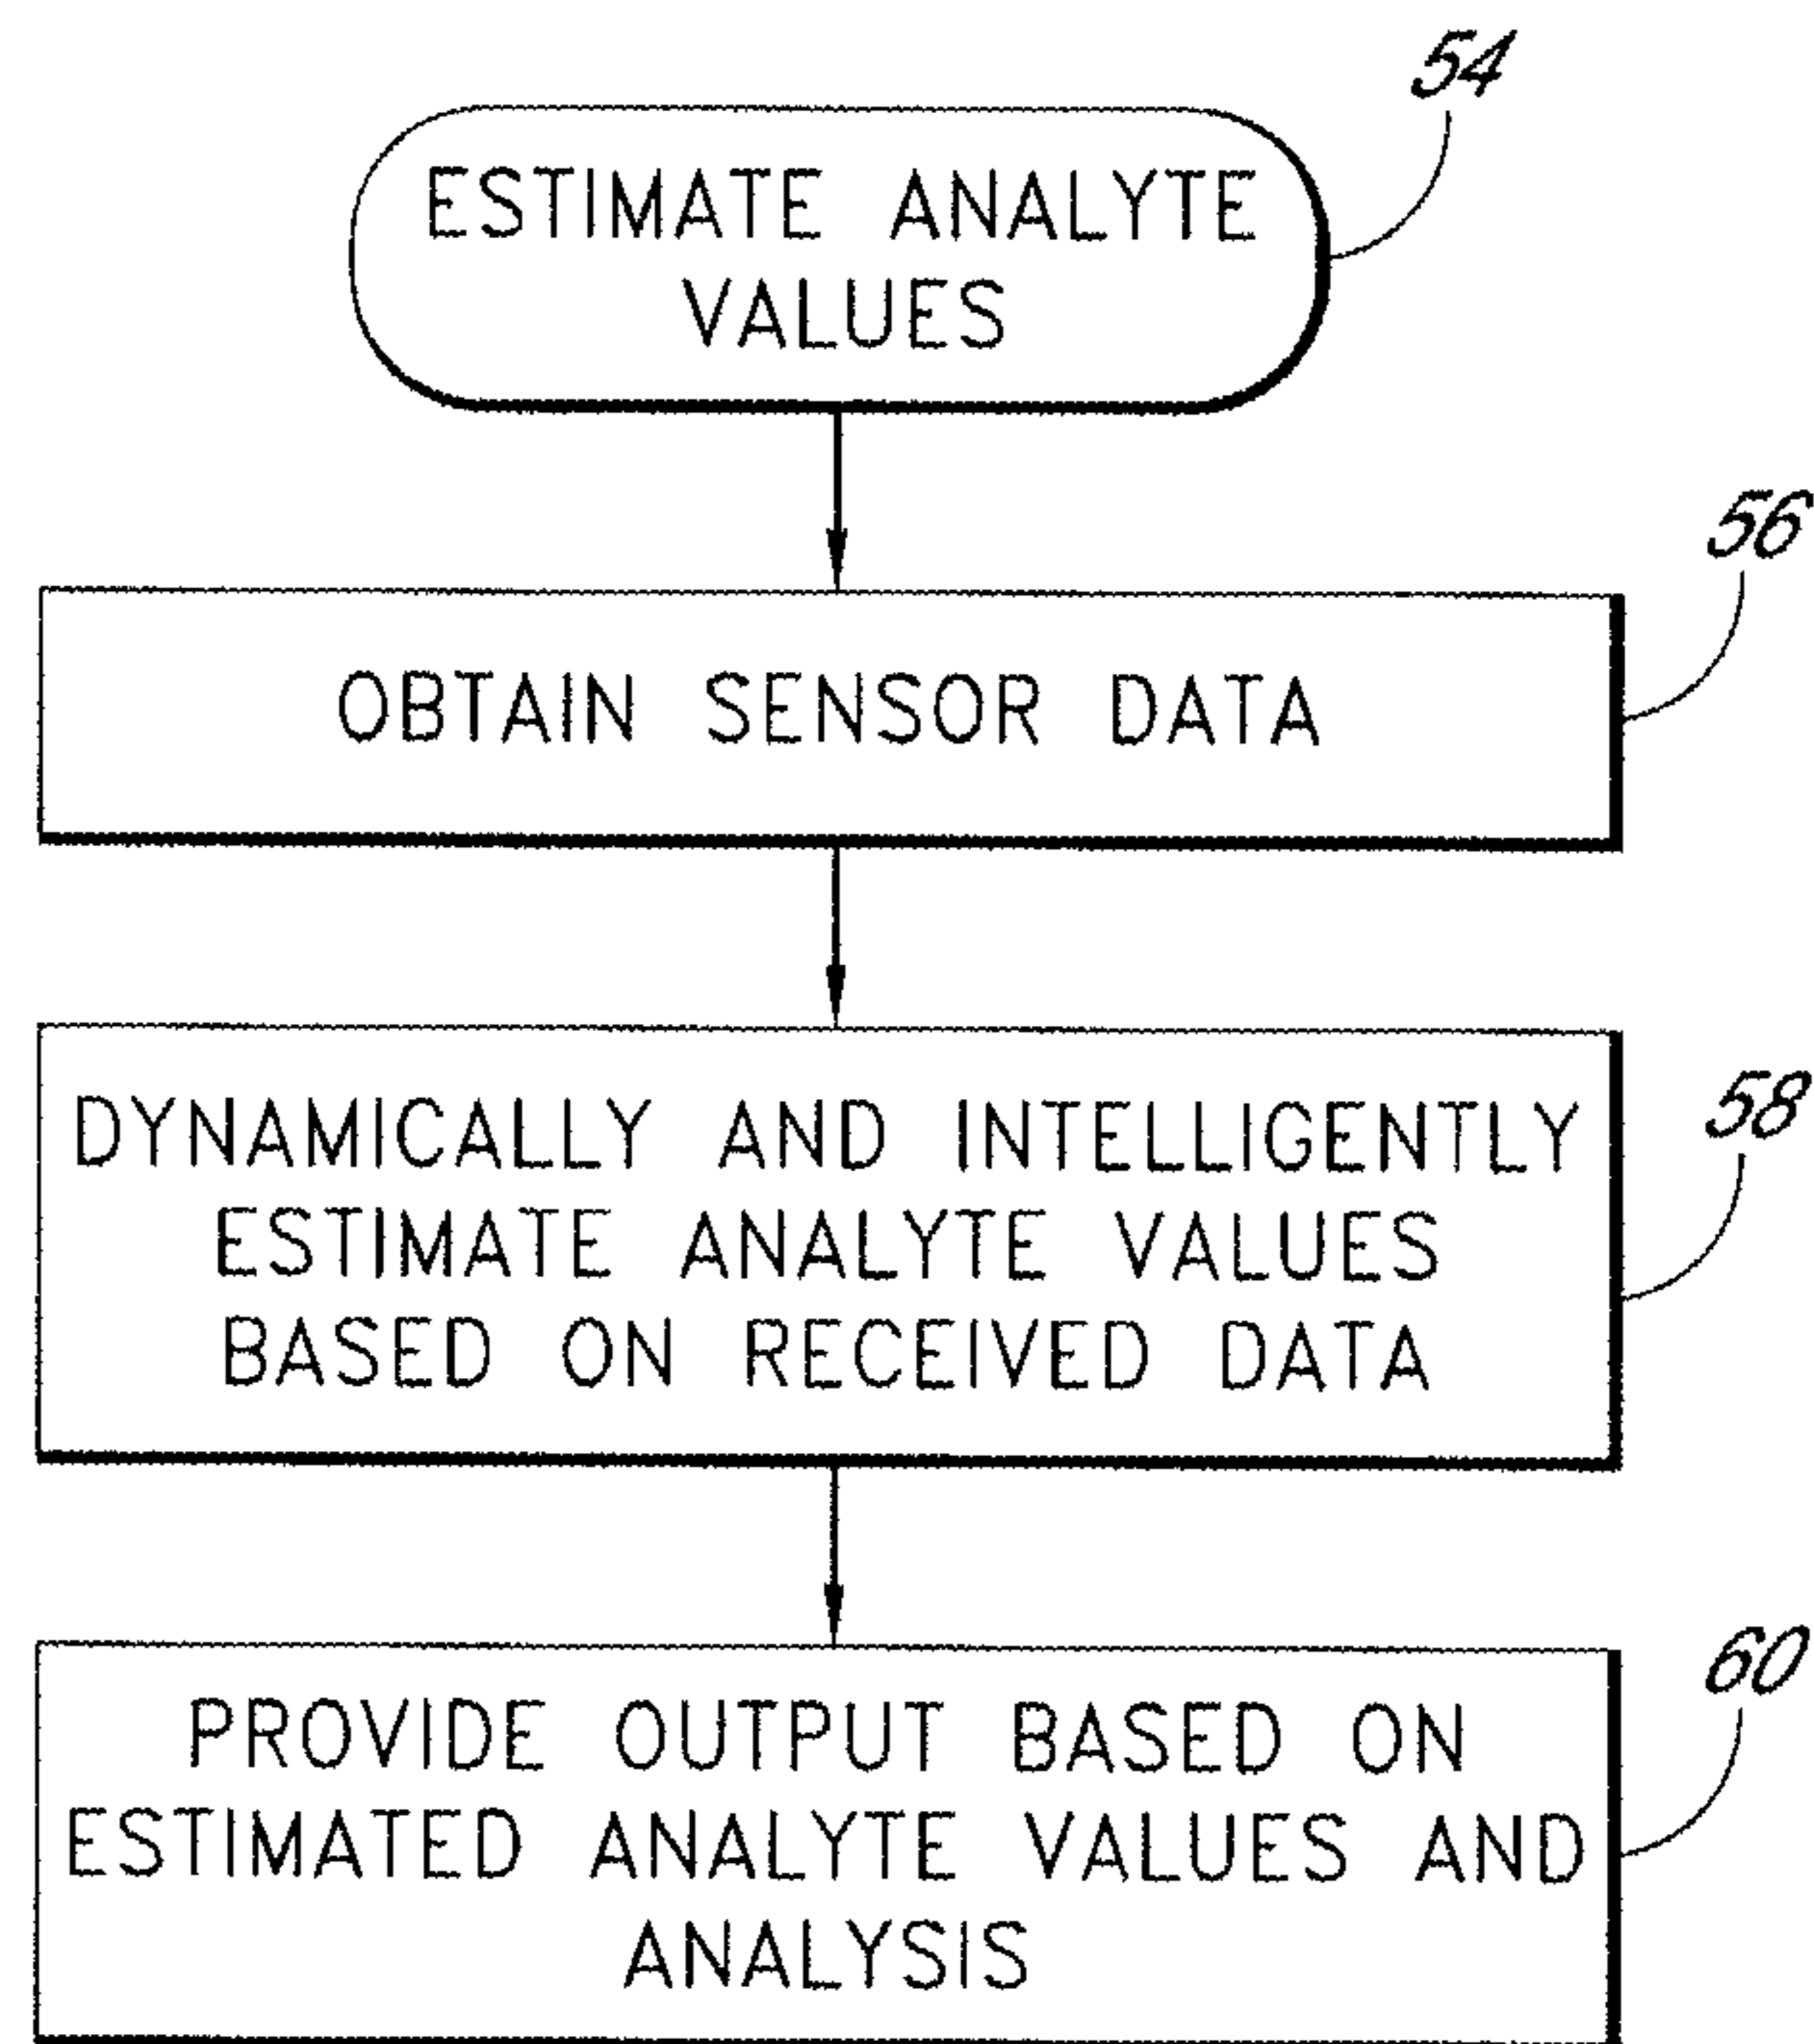 54
ESTIMATE ANALYTE
VALUES
56
OBTAIN SENSOR DATA
58
DYNAMICALLY AND INTELLIGENTLY
ESTIMATE ANALYTE VALUES
BASED ON RECEIVED DATA
60
PROVIDE OUTPUT BASED ON
ESTIMATED ANALYTE VALUES AND
ANALYSIS